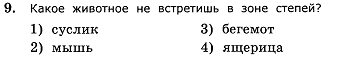 9. Какое животное не встретишь в зоне степей?
1) суслик 3) бегемот
2) мышь 4) ящерица